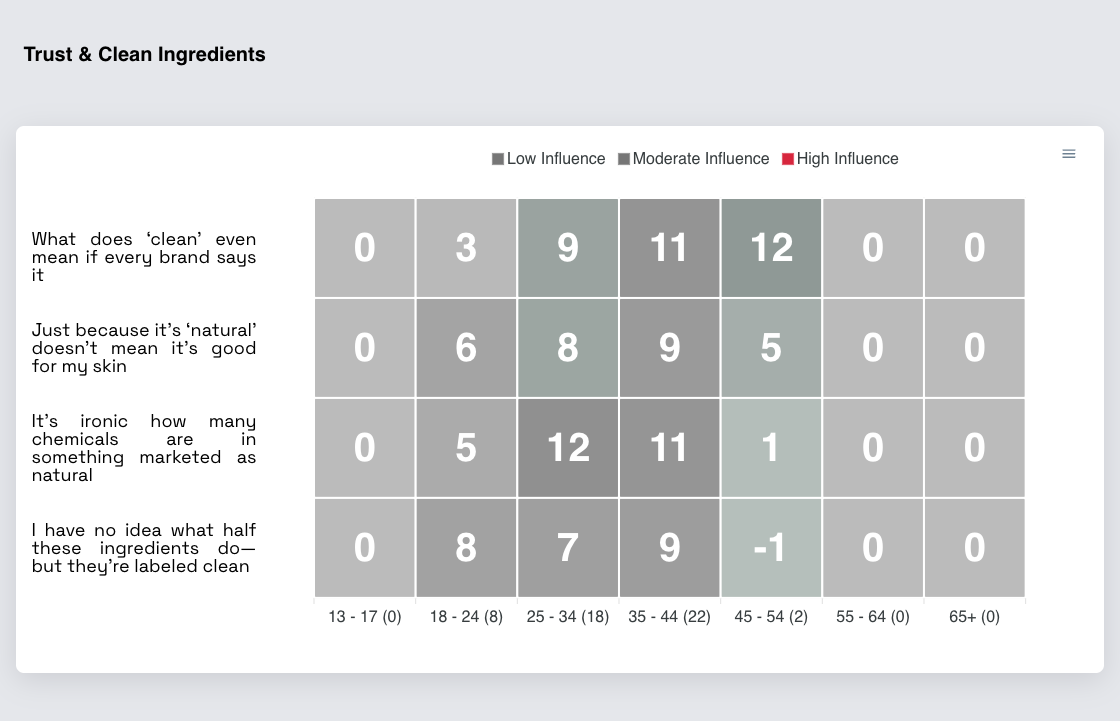 Trust & Clean Ingredients
Low Influence Moderate Influence High Influence
What does ‘clean’ even
mean if every brand says
it
0 3 9 11 12 0 0
Just because it’s ‘natural’
doesn’t mean it’s good
for my skin
0 6 8 9 5 0 0
It’s ironic how many
chemicals are in
something marketed as
natural
0 5 12 11 1 0 0
I have no idea what half
these ingredients do—
but they’re labeled clean
0 8 7 9 -1 0 0
13 - 17 (0) 18 - 24 (8) 25 - 34 (18) 35 - 44 (22) 45 - 54 (2) 55 - 64 (0) 65+ (0)